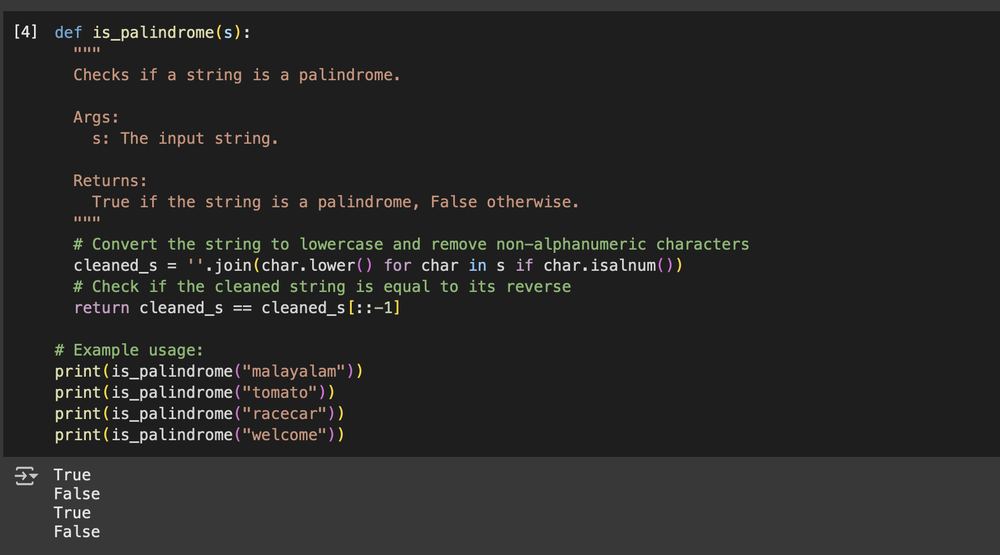 [4] def is_palindrome(s):
  """
  Checks if a string is a palindrome.

  Args:
    s: The input string.

  Returns:
    True if the string is a palindrome, False otherwise.
  """
  # Convert the string to lowercase and remove non-alphanumeric characters
  cleaned_s = ''.join(char.lower() for char in s if char.isalnum())
  # Check if the cleaned string is equal to its reverse
  return cleaned_s == cleaned_s[::-1]

# Example usage:
print(is_palindrome("malayalam"))
print(is_palindrome("tomato"))
print(is_palindrome("racecar"))
print(is_palindrome("welcome"))
True
False
True
False